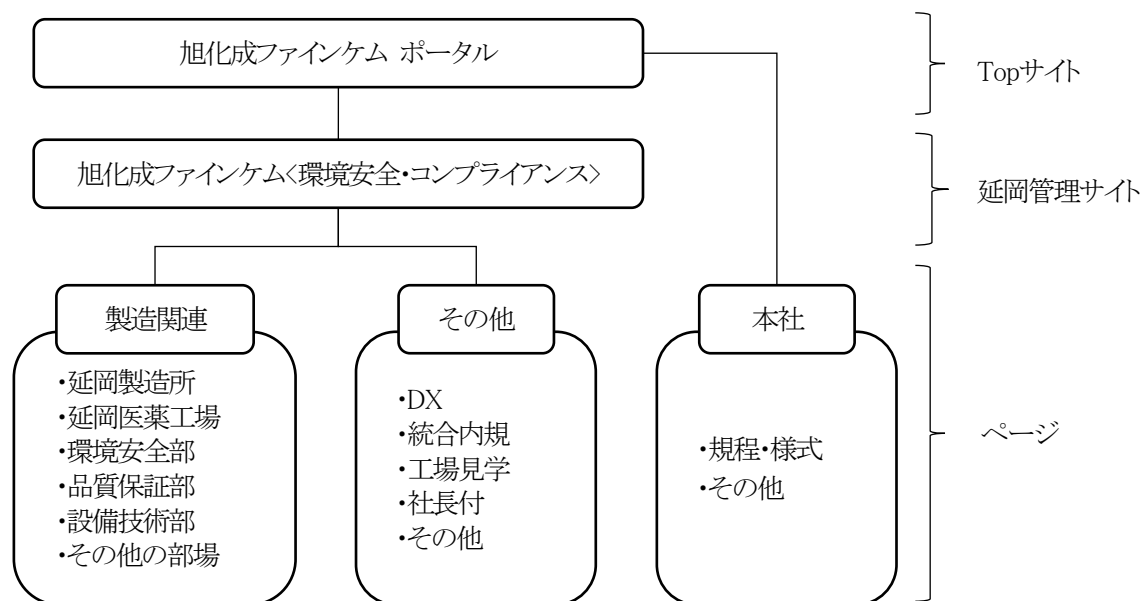 旭化成ファインケム ポータル
Topサイト
旭化成ファインケム<環境安全・コンプライアンス>
延岡管理サイト
製造関連
・延岡製造所
・延岡医薬工場
・環境安全部
・品質保証部
・設備技術部
・その他の部場
その他
・DX
・統合内規
・工場見学
・社長付
・その他
本社
・規程・様式
・その他
ページ